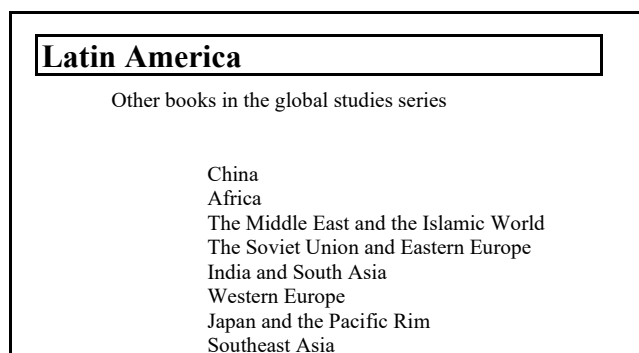 Latin America
Other books in the global studies series
China
Africa
The Middle East and the Islamic World
The Soviet Union and Eastern Europe
India and South Asia
Western Europe
Japan and the Pacific Rim
Southeast Asia